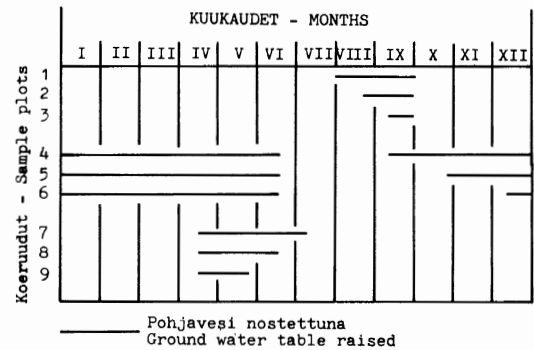 KUUKAUDET - MONTHS
I II III IV V VI VII VIII IX X XI XII
Koeruudut - Sample plots
1
2
3
4
5
6
7
8
9
Pohjavesi nostettuna
Ground water table raised